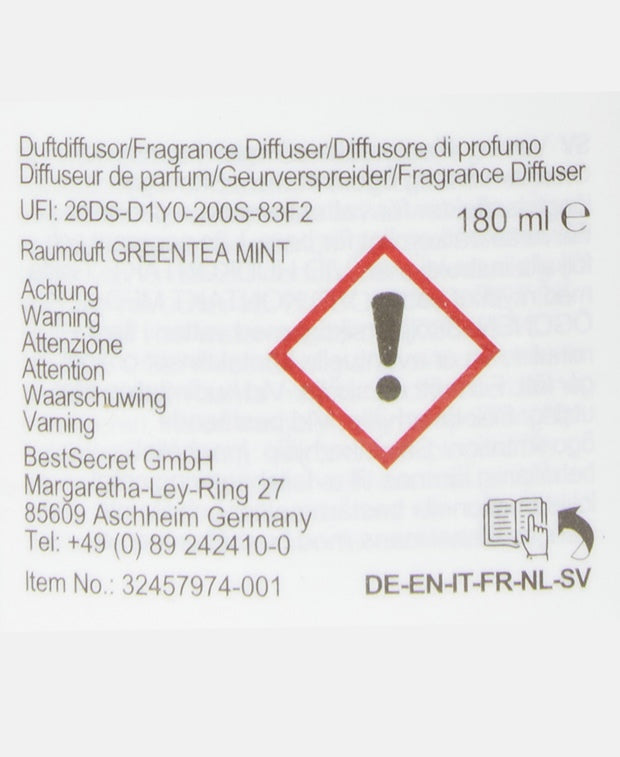 Duftdiffusor/Fragrance Diffuser/Diffusore di profumo
Diffuseur de parfum/Geurverspreider/Fragrance Diffuser
UFI: 26DS-D1Y0-200S-83F2
180 ml ℮
Raumduft GREENTEA MINT
Achtung
Warning
Attenzione
Attention
Waarschuwing
Varning
BestSecret GmbH
Margaretha-Ley-Ring 27
85609 Aschheim Germany
Tel: +49 (0) 89 242410-0
Item No.: 32457974-001
DE-EN-IT-FR-NL-SV